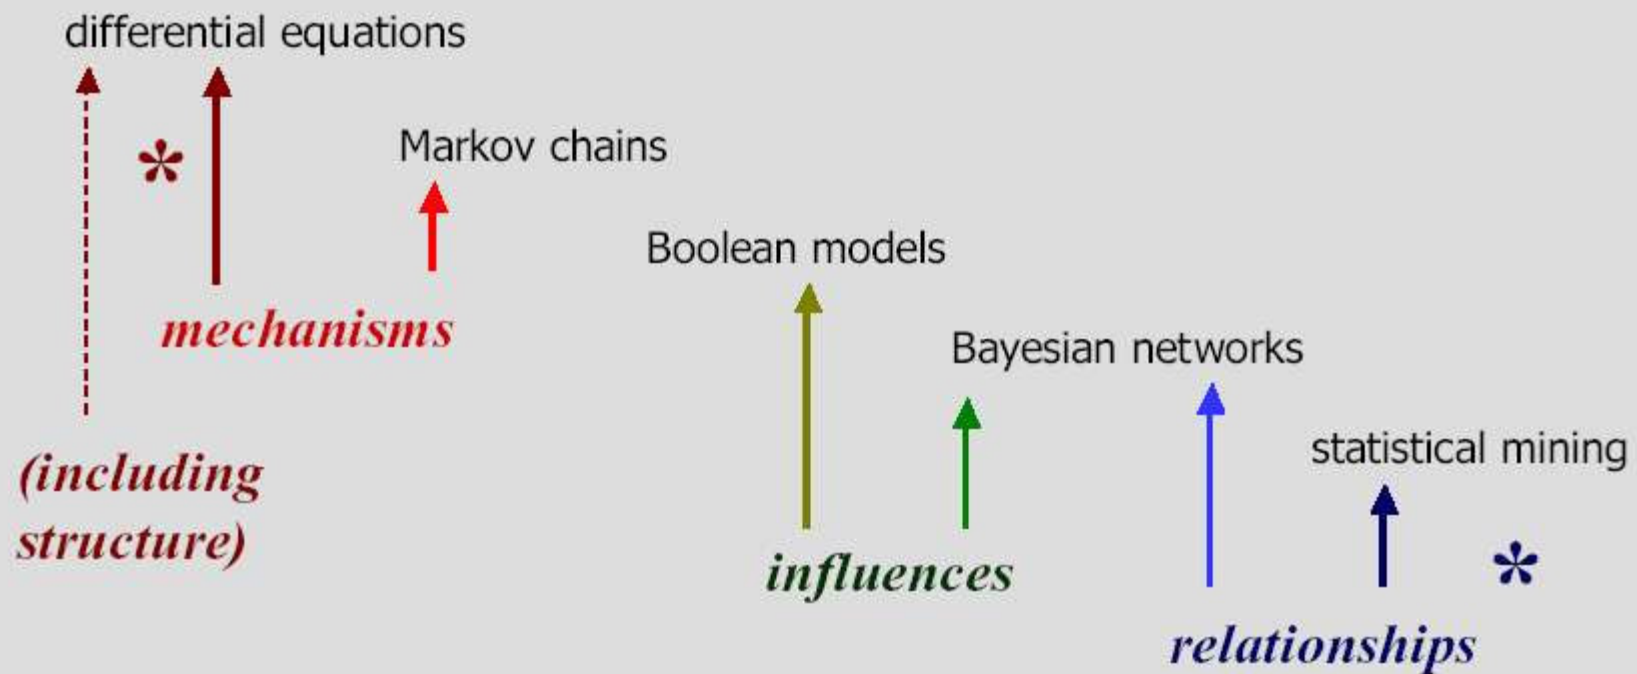 differential equations
*
Markov chains
Boolean models
mechanisms
Bayesian networks
(including
structure)
statistical mining
influences
*
relationships